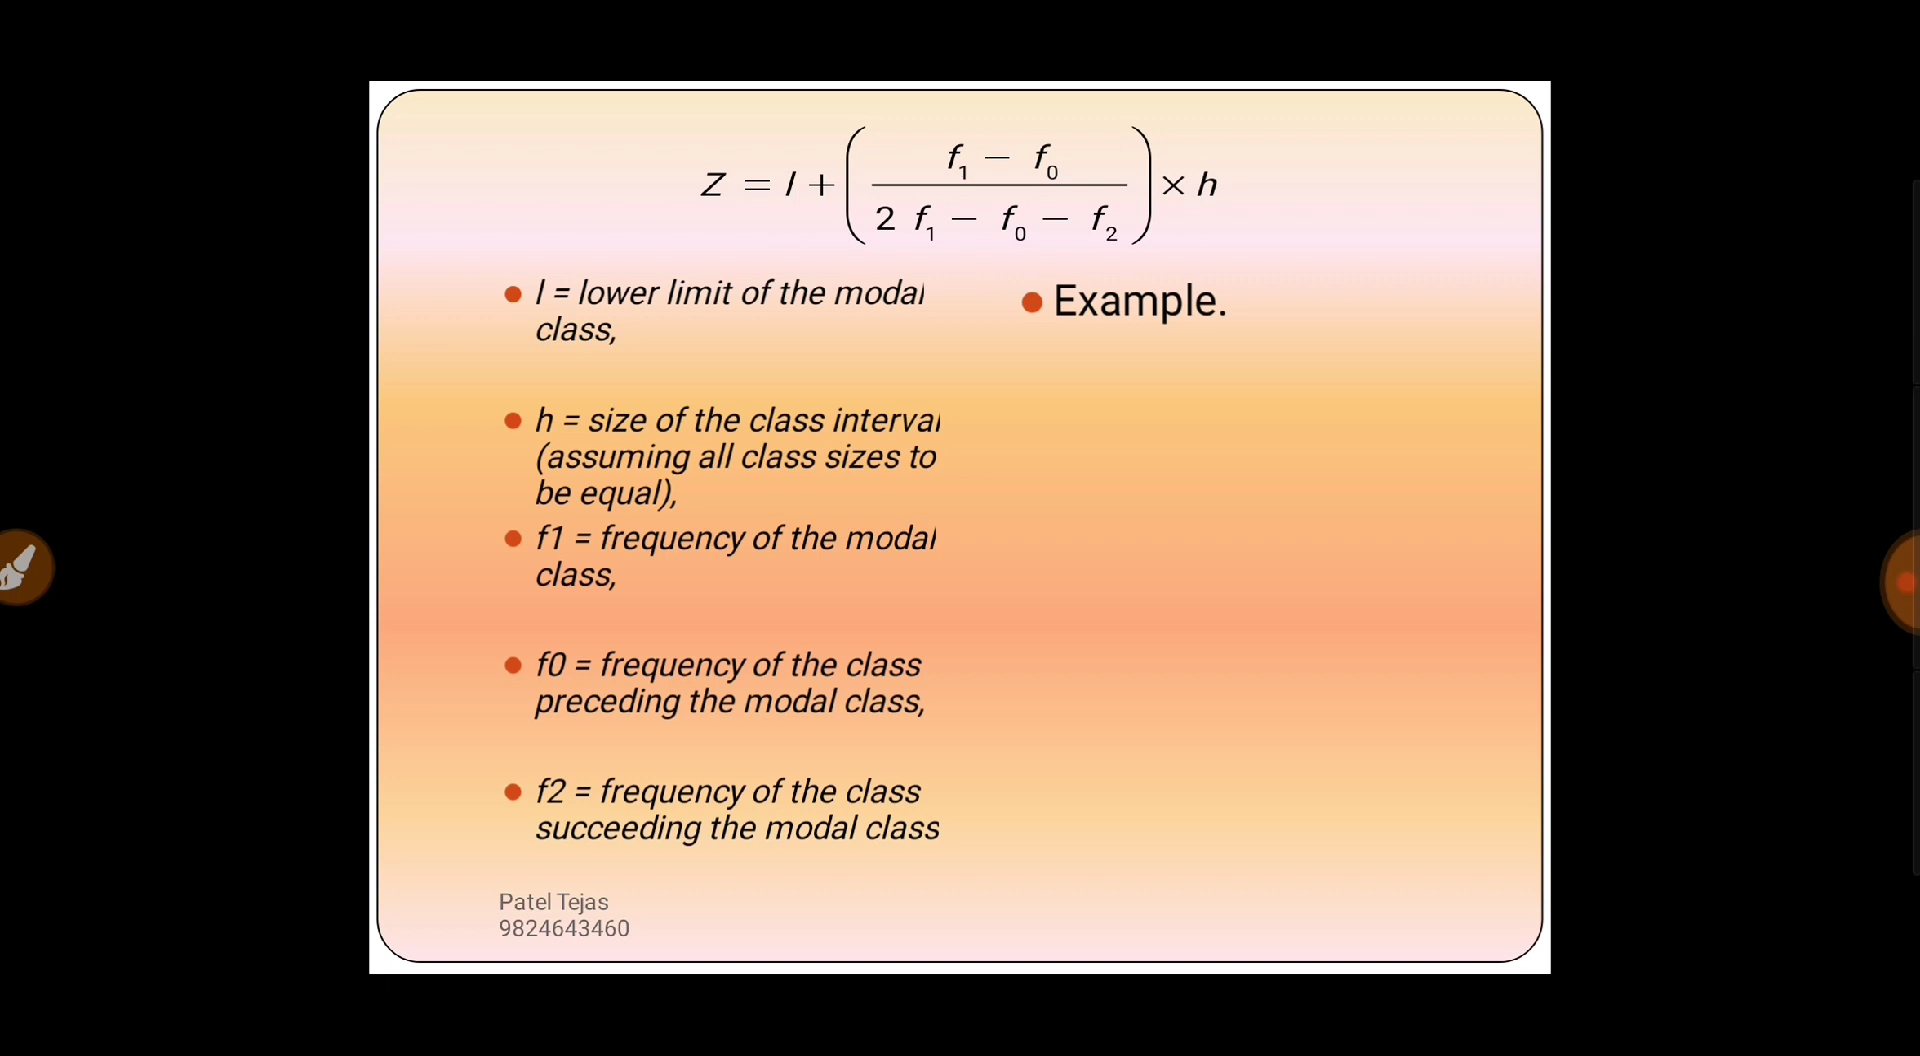 Z = l + ( f1 − f0 / 2 f1 − f0 − f2 ) × h
l = lower limit of the modal
class,
h = size of the class interval
(assuming all class sizes to
be equal),
f1 = frequency of the modal
class,
f0 = frequency of the class
preceding the modal class,
f2 = frequency of the class
succeeding the modal class
Example.
Patel Tejas
9824643460